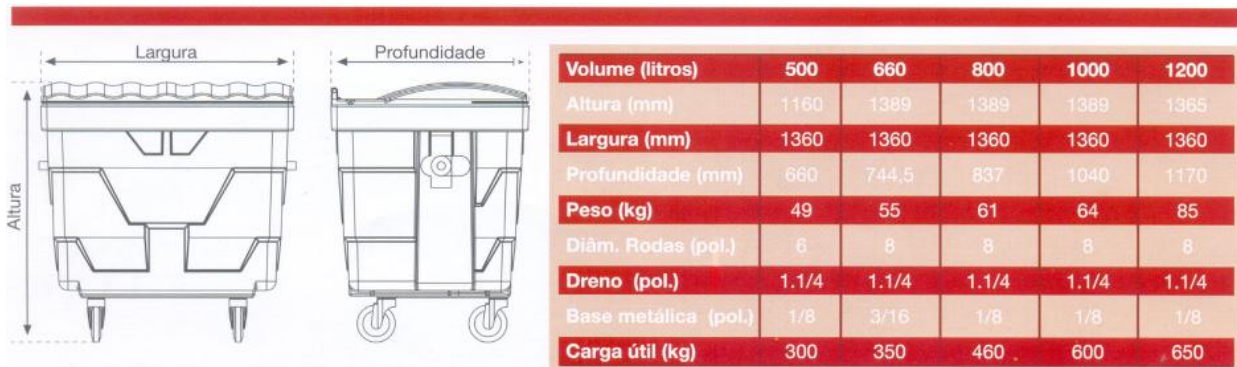 Largura
Profundidade
Altura
Volume (litros) 500 660 800 1000 1200
Altura (mm) 1160 1389 1389 1389 1365
Largura (mm) 1360 1360 1360 1360 1360
Profundidade (mm) 660 744,5 837 1040 1170
Peso (kg) 49 55 61 64 85
Diâm. Rodas (pol.) 6 8 8 8 8
Dreno (pol.) 1.1/4 1.1/4 1.1/4 1.1/4 1.1/4
Base metálica (pol.) 1/8 3/16 1/8 1/8 1/8
Carga útil (kg) 300 350 460 600 650